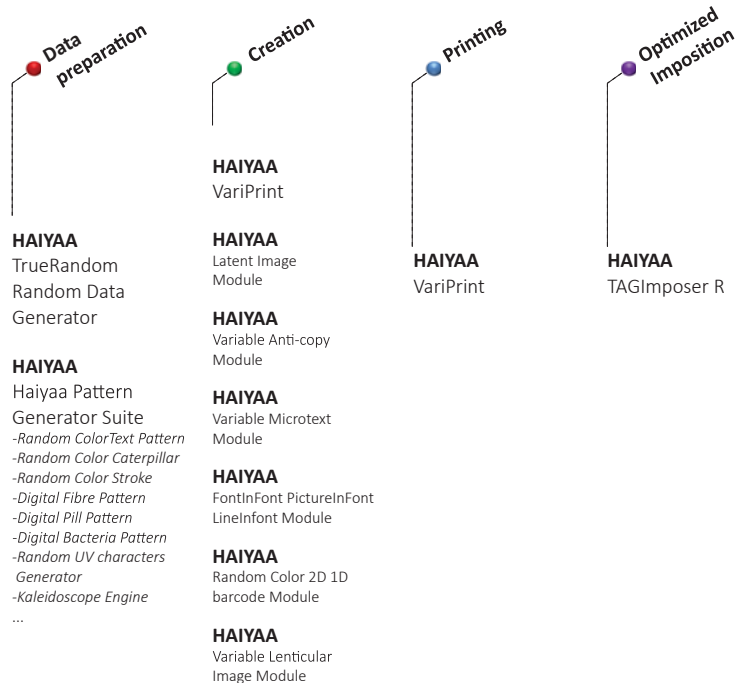 Data
preparation
HAIYAA
TrueRandom
Random Data
Generator
HAIYAA
Haiyaa Pattern
Generator Suite
-Random ColorText Pattern
-Random Color Caterpillar
-Random Color Stroke
-Digital Fibre Pattern
-Digital Pill Pattern
-Digital Bacteria Pattern
-Random UV characters
Generator
-Kaleidoscope Engine
...
Creation
HAIYAA
VariPrint
HAIYAA
Latent Image
Module
HAIYAA
Variable Anti-copy
Module
HAIYAA
Variable Microtext
Module
HAIYAA
FontInFont PictureInFont
LineInfont Module
HAIYAA
Random Color 2D 1D
barcode Module
HAIYAA
Variable Lenticular
Image Module
Printing
HAIYAA
VariPrint
Optimized
Imposition
HAIYAA
TAGImposer R